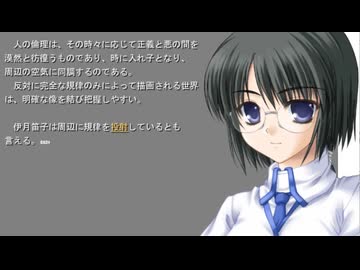 人の倫理は、その時々に応じて正義と悪の間を
漠然と彷徨うものであり、時に入れ子となり、
周辺の空気に同調するのである。
反対に完全な規律のみによって描画される世界
は、明確な像を結び把握しやすい。
伊月笛子は周辺に規律を投射しているとも
言える。